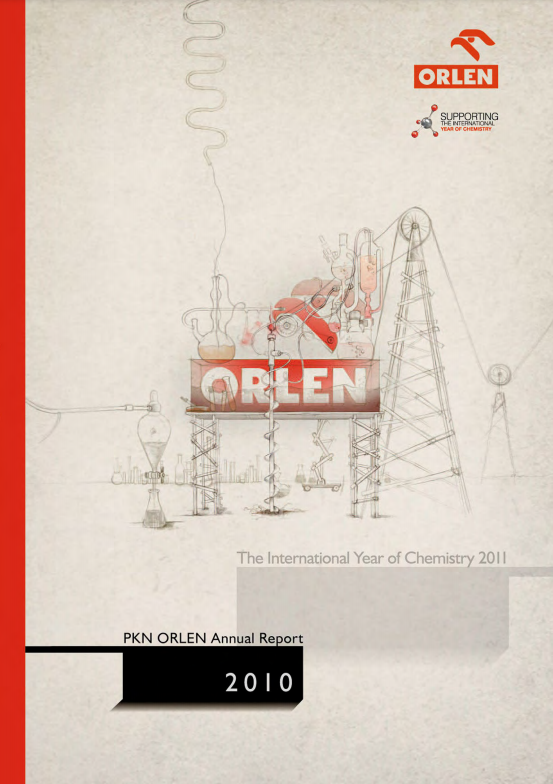 ORLEN
SUPPORTING
THE INTERNATIONAL
YEAR OF CHEMISTRY
ORLEN
The International Year of Chemistry 2011
PKN ORLEN Annual Report
2010